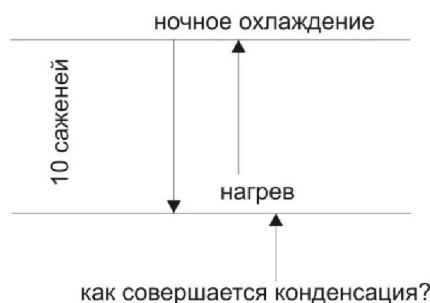 ночное охлаждение
10 саженей
нагрев
как совершается конденсация?